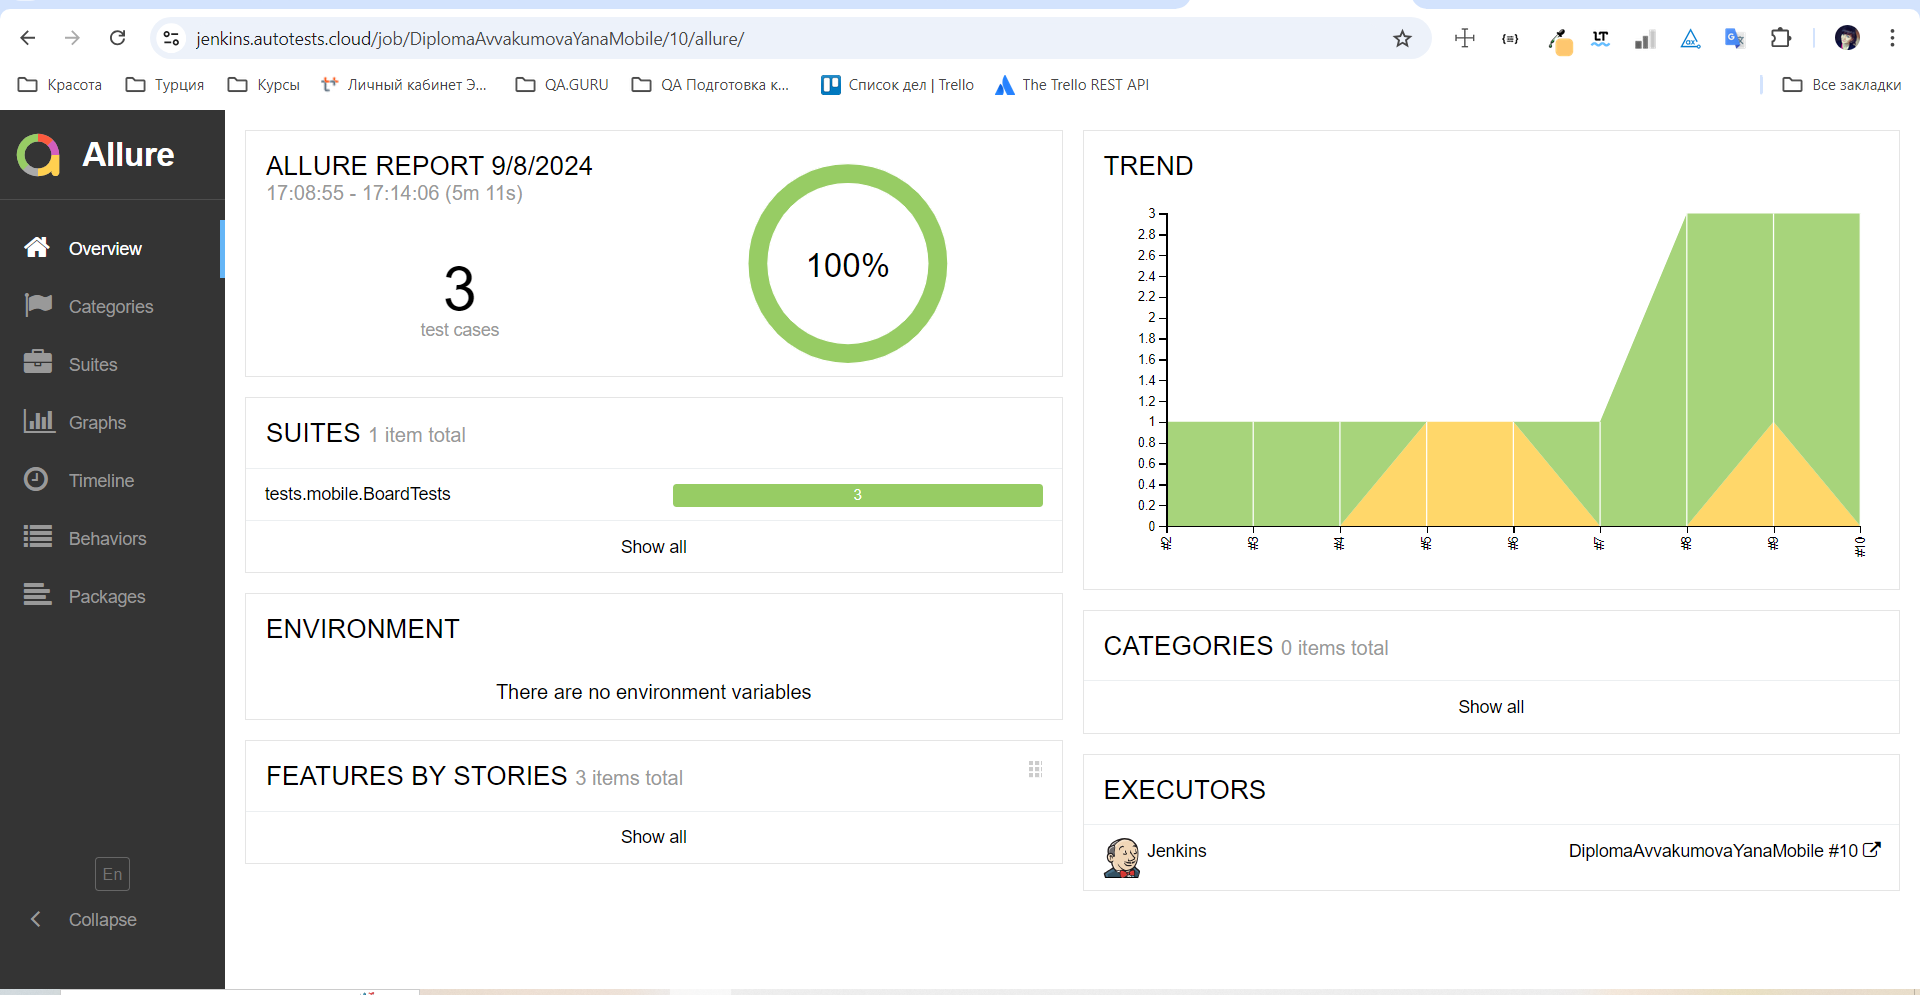 jenkins.autotests.cloud/job/DiplomaAvvakumovaYanaMobile/10/allure/
Красота
Турция
Курсы
Личный кабинет Э...
QA.GURU
QA Подготовка к...
Список дел | Trello
The Trello REST API
Все закладки
Allure
Overview
Categories
Suites
Graphs
Timeline
Behaviors
Packages
En
Collapse
ALLURE REPORT 9/8/2024
17:08:55 - 17:14:06 (5m 11s)
3
test cases
100%
SUITES 1 item total
tests.mobile.BoardTests
3
Show all
ENVIRONMENT
There are no environment variables
FEATURES BY STORIES 3 items total
Show all
TREND
3
2.8
2.6
2.4
2.2
2
1.8
1.6
1.4
1.2
1
0.8
0.6
0.4
0.2
0
#2
#3
#4
#5
#6
#7
#8
#9
#10
CATEGORIES 0 items total
Show all
EXECUTORS
Jenkins
DiplomaAvvakumovaYanaMobile #10